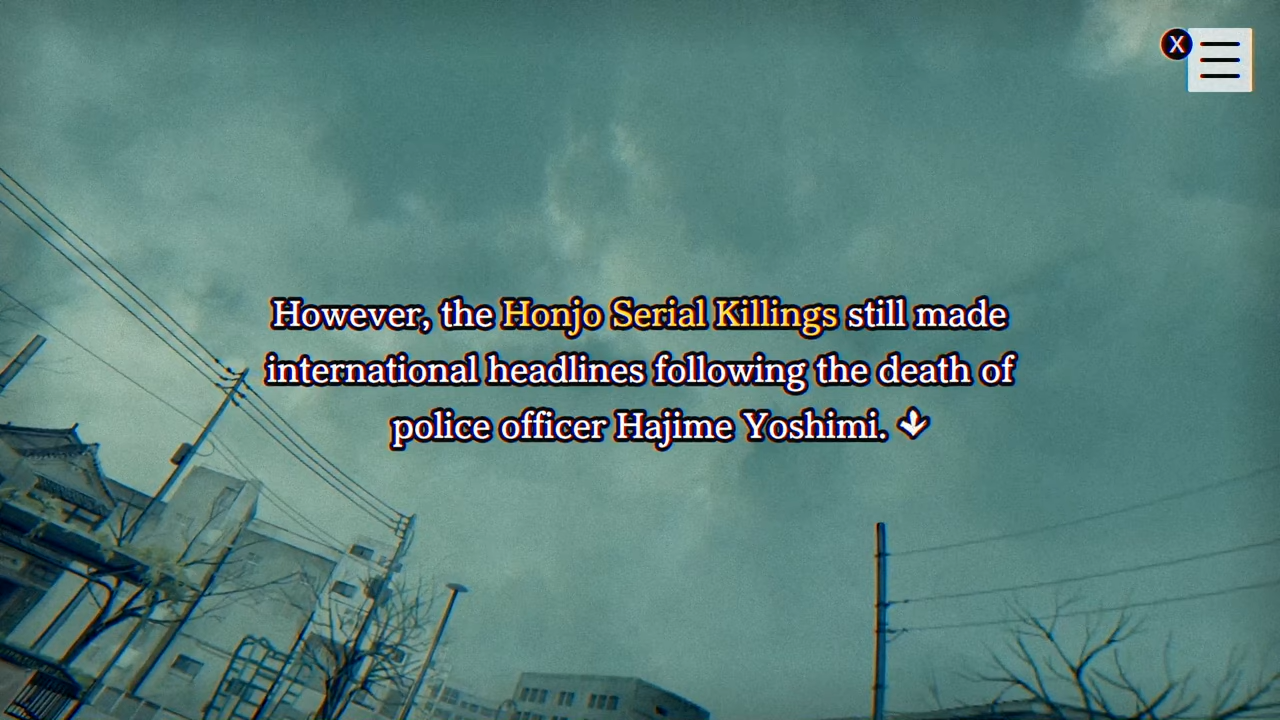 X
However, the Honjo Serial Killings still made
international headlines following the death of
police officer Hajime Yoshimi.